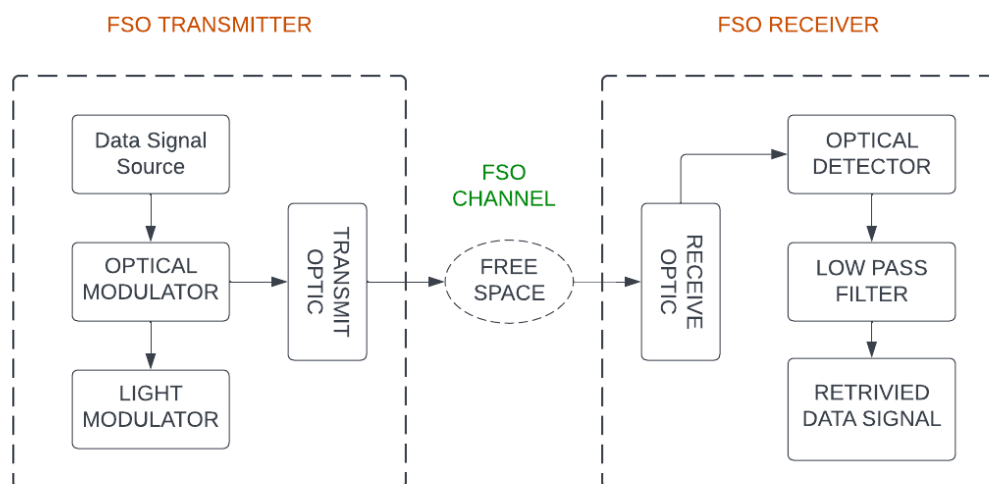 FSO TRANSMITTER
Data Signal
Source
OPTICAL
MODULATOR
LIGHT
MODULATOR
TRANSMIT
OPTIC
FSO
CHANNEL
FREE
SPACE
FSO RECEIVER
RECEIVE
OPTIC
OPTICAL
DETECTOR
LOW PASS
FILTER
RETRIVIED
DATA SIGNAL